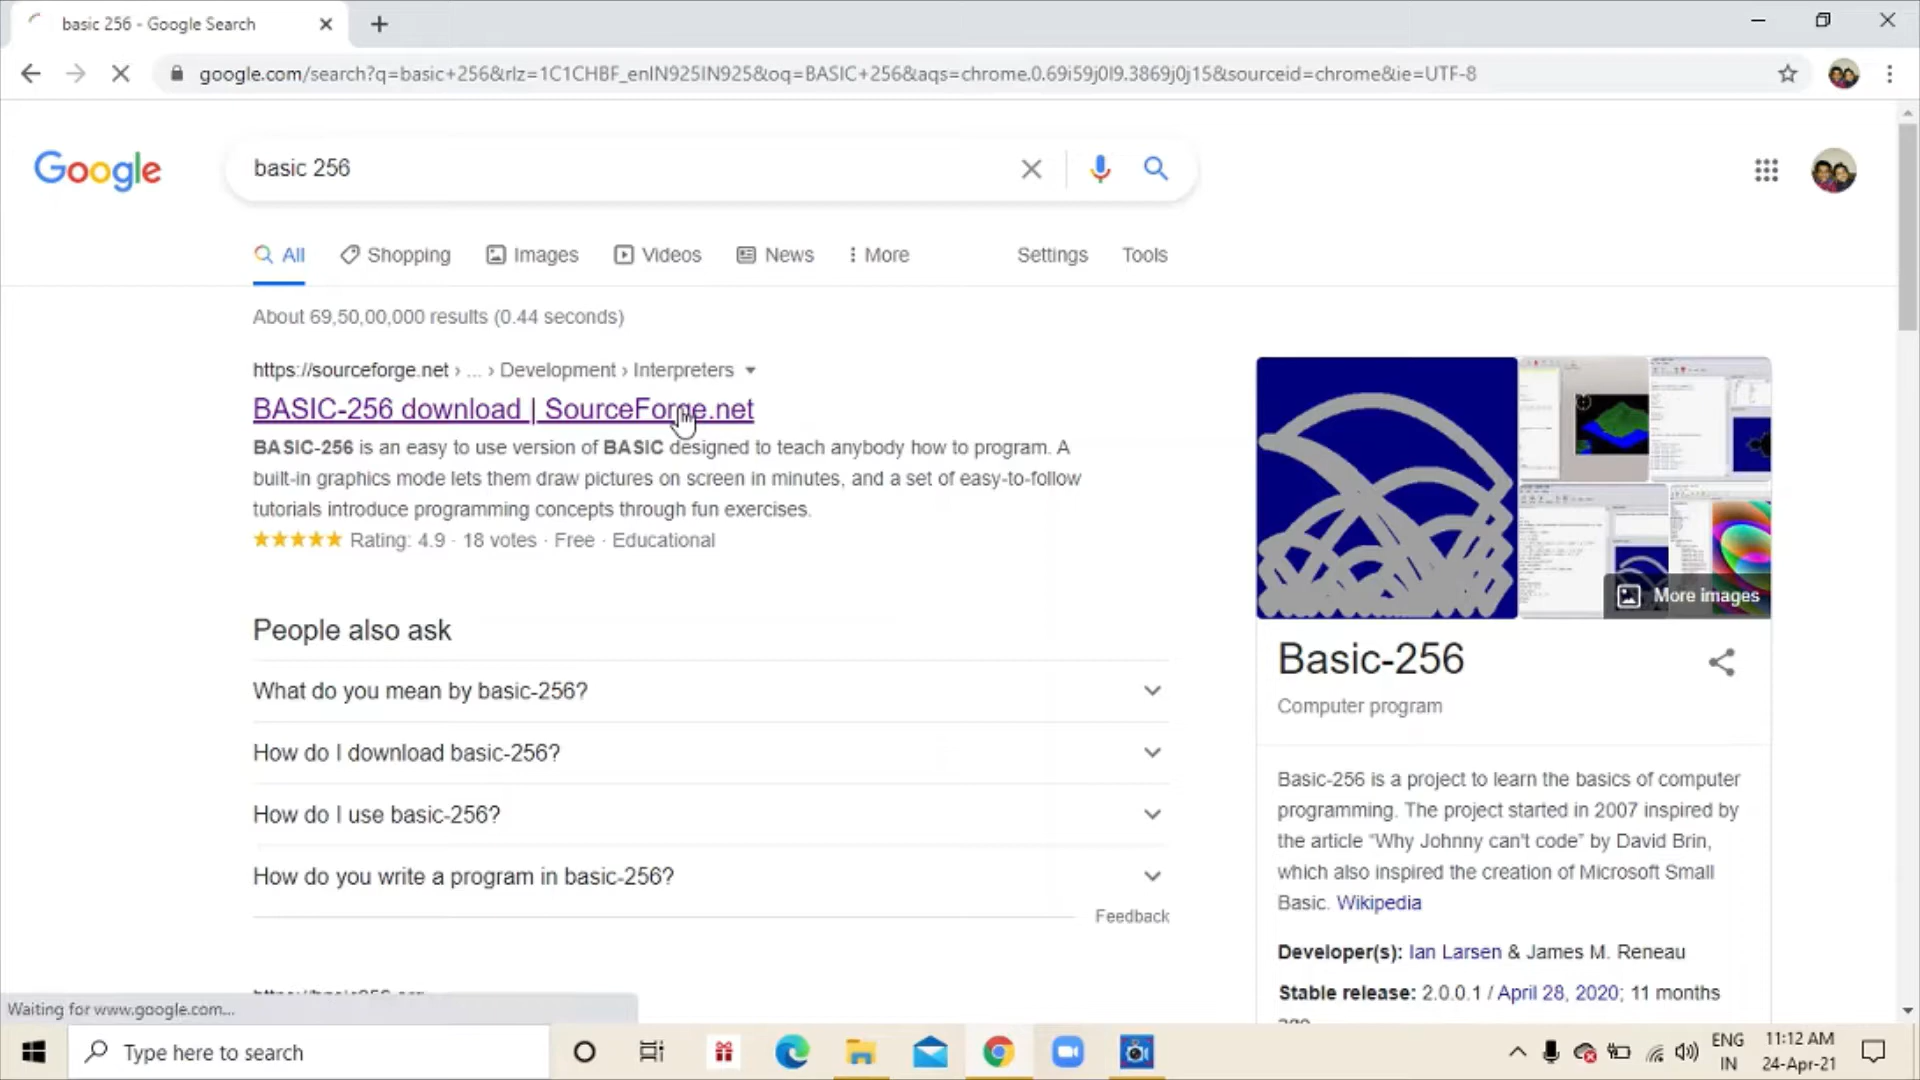 basic 256 - Google Search
google.com/search?q=basic+256&rlz=1C1CHBF_enIN925IN925&oq=BASIC+256&aqs=chrome.0.69i59j0l9.3869j0j15&sourceid=chrome&ie=UTF-8
Google
basic 256
All
Shopping
Images
Videos
News
More
Settings
Tools
About 69,50,00,000 results (0.44 seconds)
https://sourceforge.net › ... › Development › Interpreters
BASIC-256 download | SourceForge.net
BASIC-256 is an easy to use version of BASIC designed to teach anybody how to program. A
built-in graphics mode lets them draw pictures on screen in minutes, and a set of easy-to-follow
tutorials introduce programming concepts through fun exercises.
Rating: 4.9 · 18 votes · Free · Educational
People also ask
What do you mean by basic-256?
How do I download basic-256?
How do I use basic-256?
How do you write a program in basic-256?
Feedback
More images
Basic-256
Computer program
Basic-256 is a project to learn the basics of computer
programming. The project started in 2007 inspired by
the article “Why Johnny can't code” by David Brin,
which also inspired the creation of Microsoft Small
Basic. Wikipedia
Developer(s): Ian Larsen & James M. Reneau
Stable release: 2.0.0.1 / April 28, 2020; 11 months
Waiting for www.google.com...
Type here to search
ENG
IN
11:12 AM
24-Apr-21